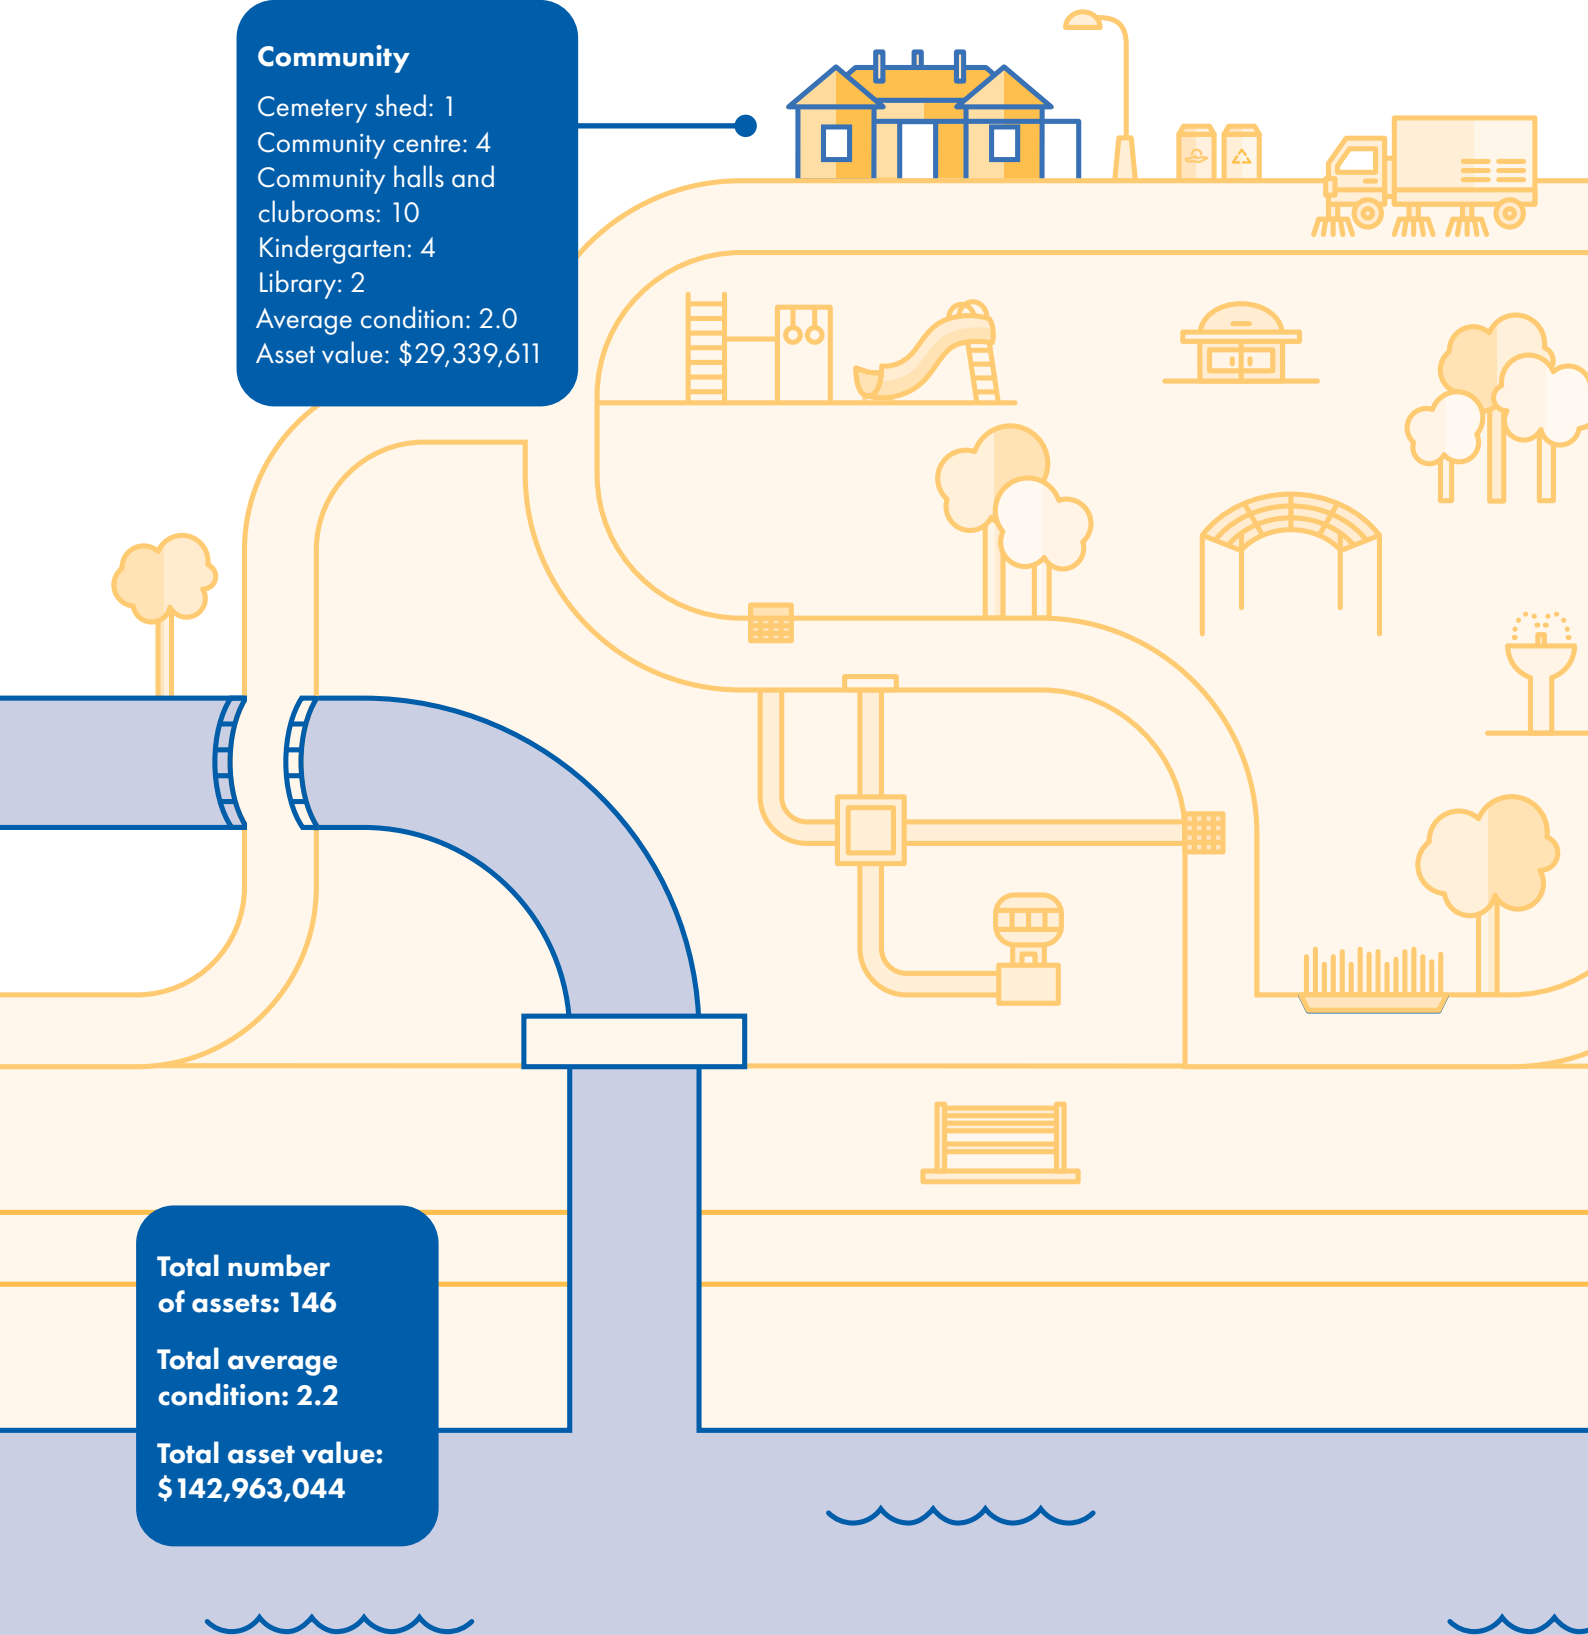 Community
Cemetery shed: 1
Community centre: 4
Community halls and
clubrooms: 10
Kindergarten: 4
Library: 2
Average condition: 2.0
Asset value: $29,339,611
Total number
of assets: 146
Total average
condition: 2.2
Total asset value:
$142,963,044